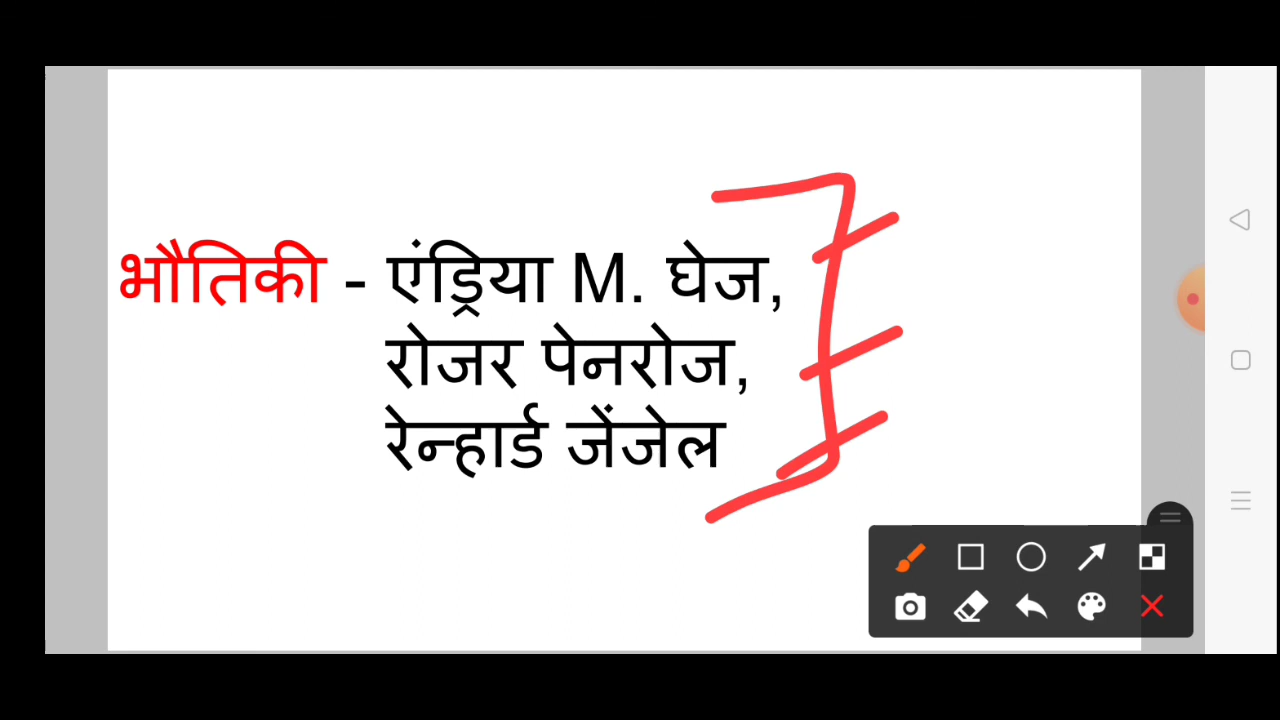 भौतिकी - एंड्रिया M. घेज,
रोजर पेनरोज,
रेन्हार्ड जेंजेल